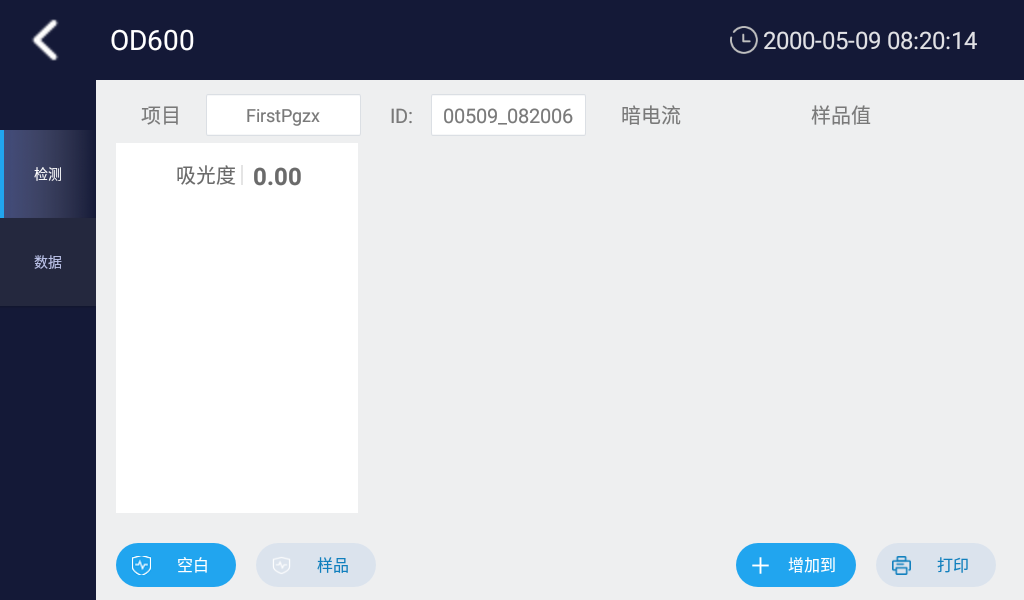 OD600
2000-05-09 08:20:14
项目 FirstPgzx ID: 00509_082006 暗电流 样品值
检测
吸光度 0.00
数据
空白 样品 增加到 打印